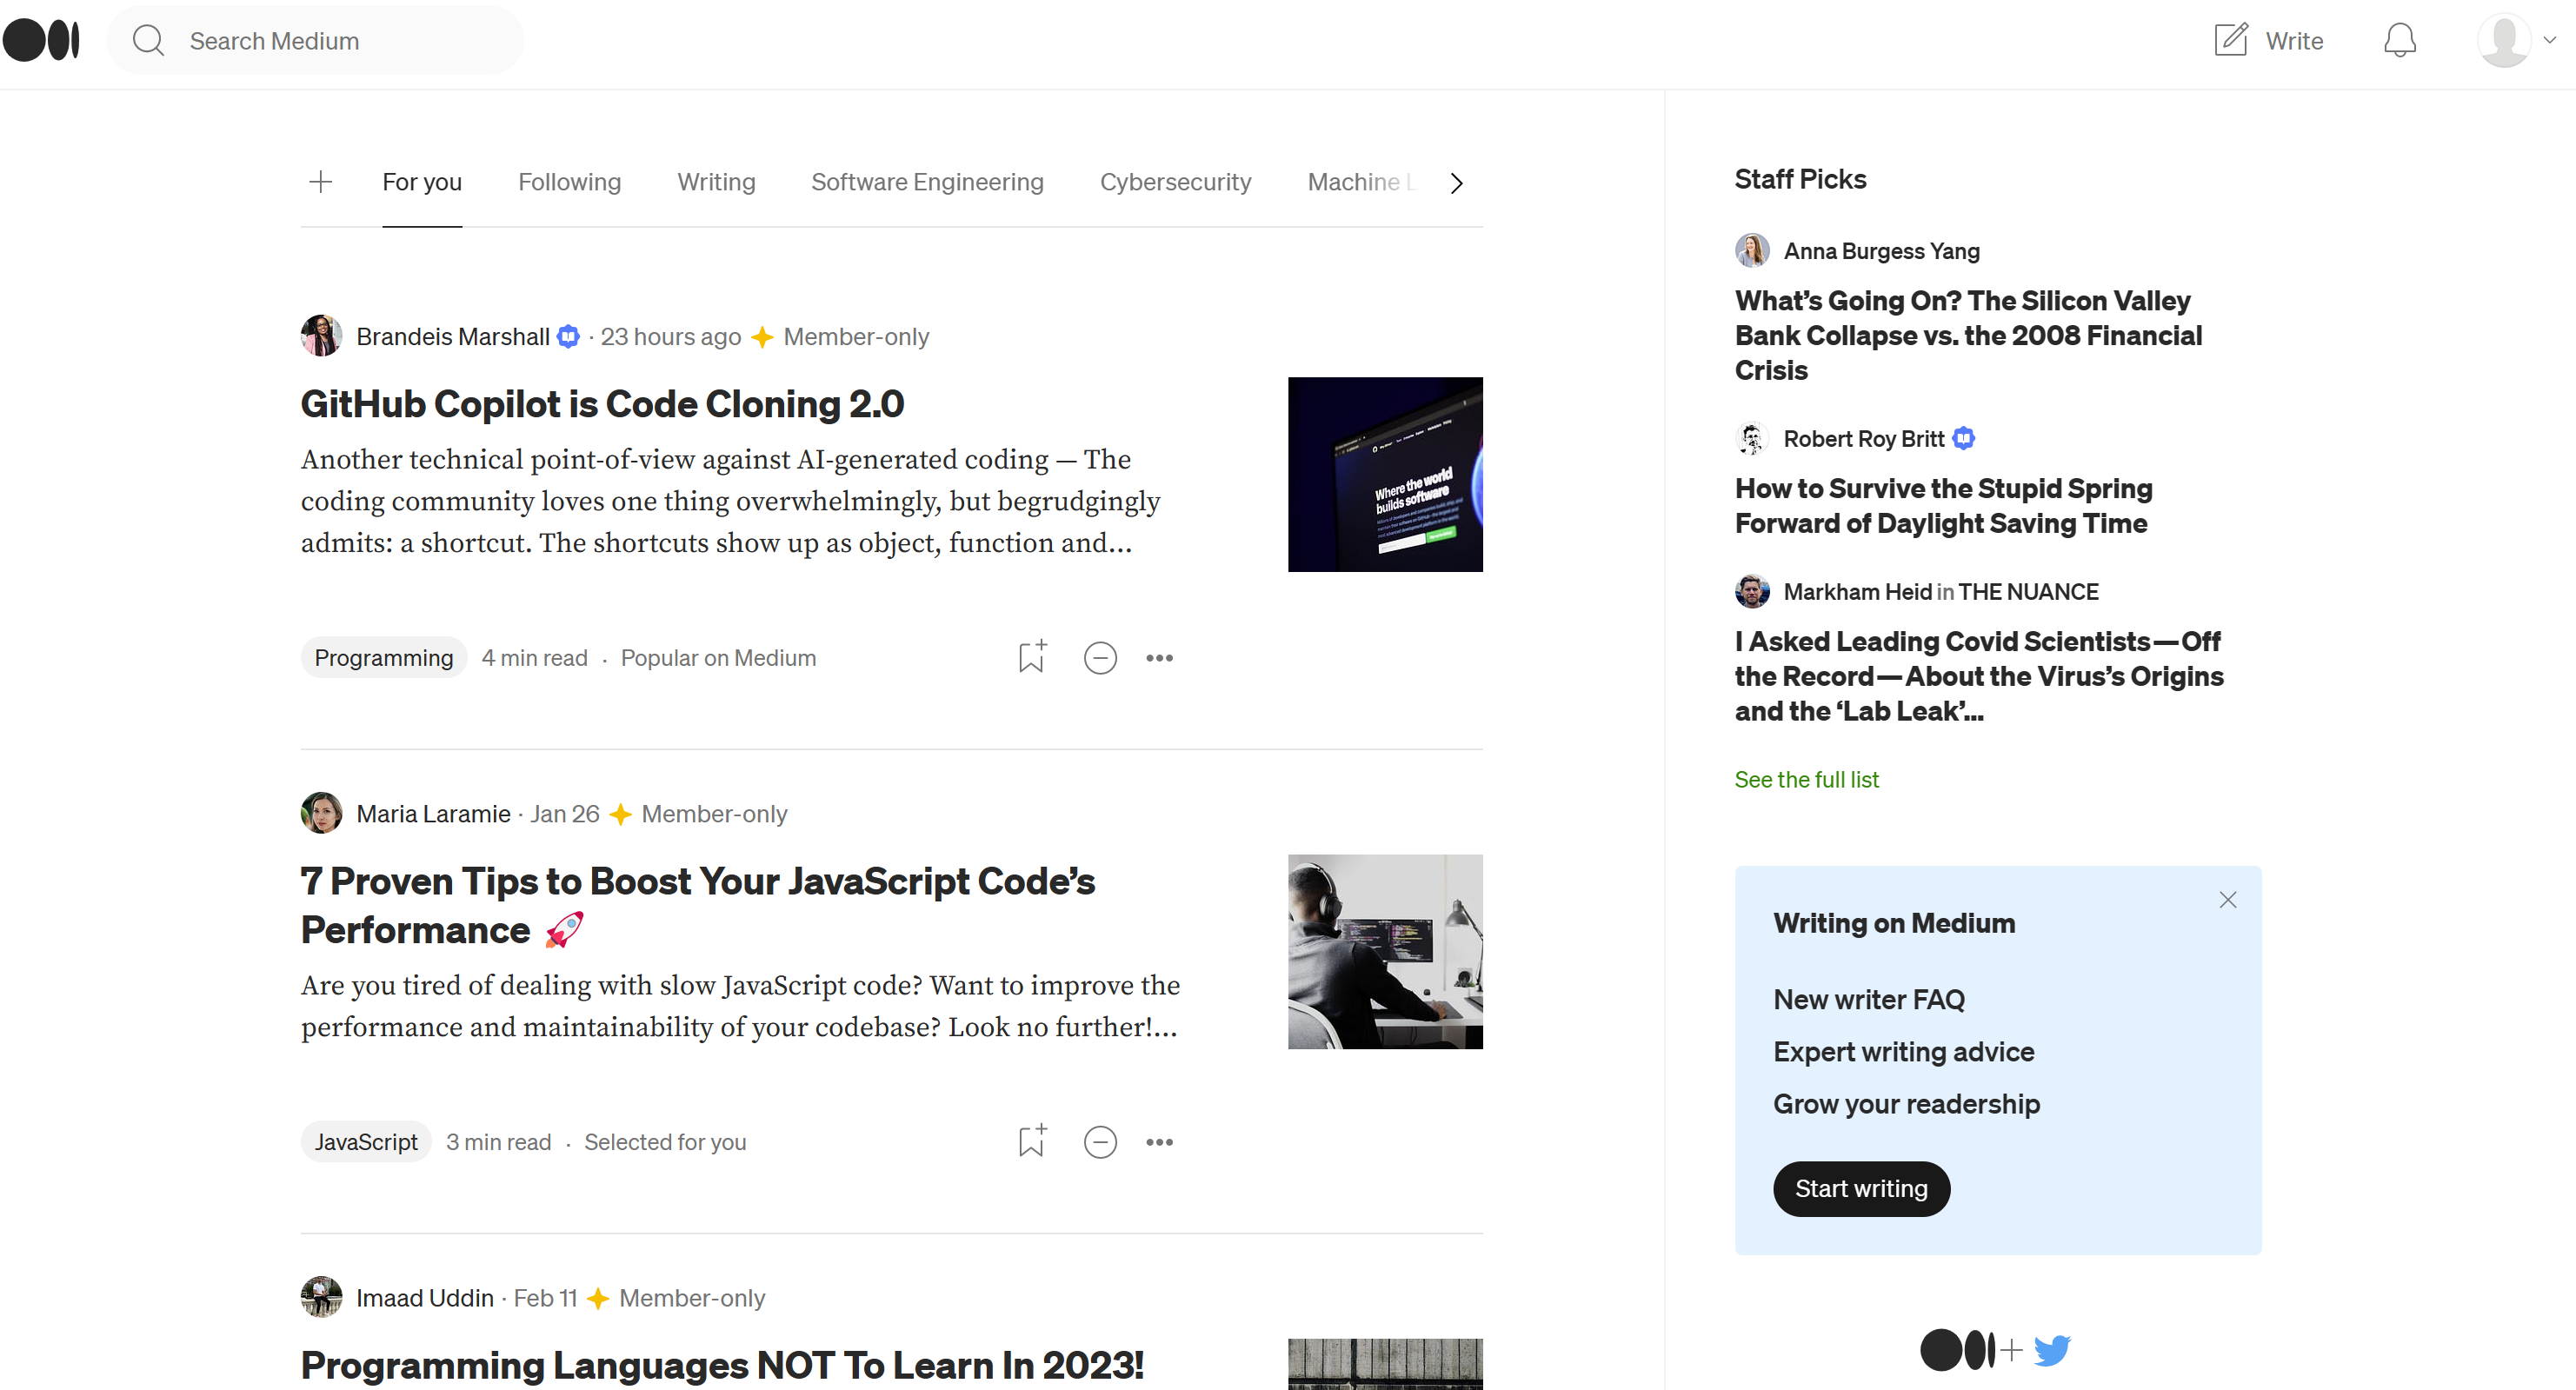 Search Medium
Write
For you
Following
Writing
Software Engineering
Cybersecurity
Machine L
Brandeis Marshall · 23 hours ago Member-only
GitHub Copilot is Code Cloning 2.0
Another technical point-of-view against AI-generated coding — The
coding community loves one thing overwhelmingly, but begrudgingly
admits: a shortcut. The shortcuts show up as object, function and...
Where the world
builds software
Programming
4 min read · Popular on Medium
Maria Laramie · Jan 26 Member-only
7 Proven Tips to Boost Your JavaScript Code’s
Performance 🚀
Are you tired of dealing with slow JavaScript code? Want to improve the
performance and maintainability of your codebase? Look no further!...
JavaScript
3 min read · Selected for you
Imaad Uddin · Feb 11 Member-only
Programming Languages NOT To Learn In 2023!
Staff Picks
Anna Burgess Yang
What’s Going On? The Silicon Valley
Bank Collapse vs. the 2008 Financial
Crisis
Robert Roy Britt
How to Survive the Stupid Spring
Forward of Daylight Saving Time
Markham Heid in THE NUANCE
I Asked Leading Covid Scientists — Off
the Record — About the Virus’s Origins
and the ‘Lab Leak’...
See the full list
Writing on Medium
New writer FAQ
Expert writing advice
Grow your readership
Start writing